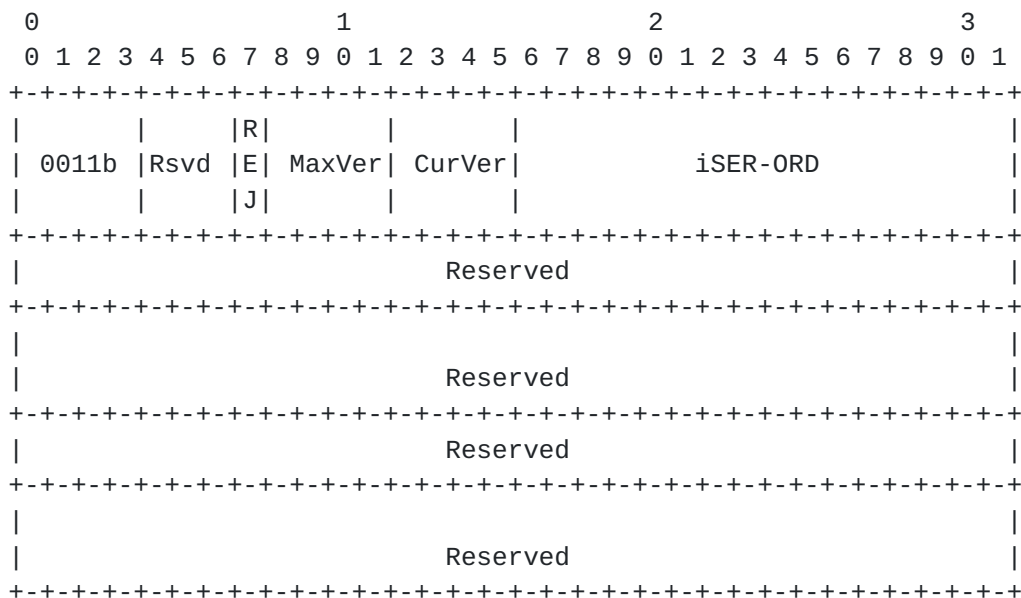 0                   1                   2                   3
 0 1 2 3 4 5 6 7 8 9 0 1 2 3 4 5 6 7 8 9 0 1 2 3 4 5 6 7 8 9 0 1
+-+-+-+-+-+-+-+-+-+-+-+-+-+-+-+-+-+-+-+-+-+-+-+-+-+-+-+-+-+-+-+-+
|       |     |R|       |       |                               |
| 0011b |Rsvd |E| MaxVer| CurVer|           iSER-ORD            |
|       |     |J|       |       |                               |
+-+-+-+-+-+-+-+-+-+-+-+-+-+-+-+-+-+-+-+-+-+-+-+-+-+-+-+-+-+-+-+-+
|                           Reserved                            |
+-+-+-+-+-+-+-+-+-+-+-+-+-+-+-+-+-+-+-+-+-+-+-+-+-+-+-+-+-+-+-+-+
|                                                               |
|                           Reserved                            |
+-+-+-+-+-+-+-+-+-+-+-+-+-+-+-+-+-+-+-+-+-+-+-+-+-+-+-+-+-+-+-+-+
|                           Reserved                            |
+-+-+-+-+-+-+-+-+-+-+-+-+-+-+-+-+-+-+-+-+-+-+-+-+-+-+-+-+-+-+-+-+
|                                                               |
|                           Reserved                            |
+-+-+-+-+-+-+-+-+-+-+-+-+-+-+-+-+-+-+-+-+-+-+-+-+-+-+-+-+-+-+-+-+